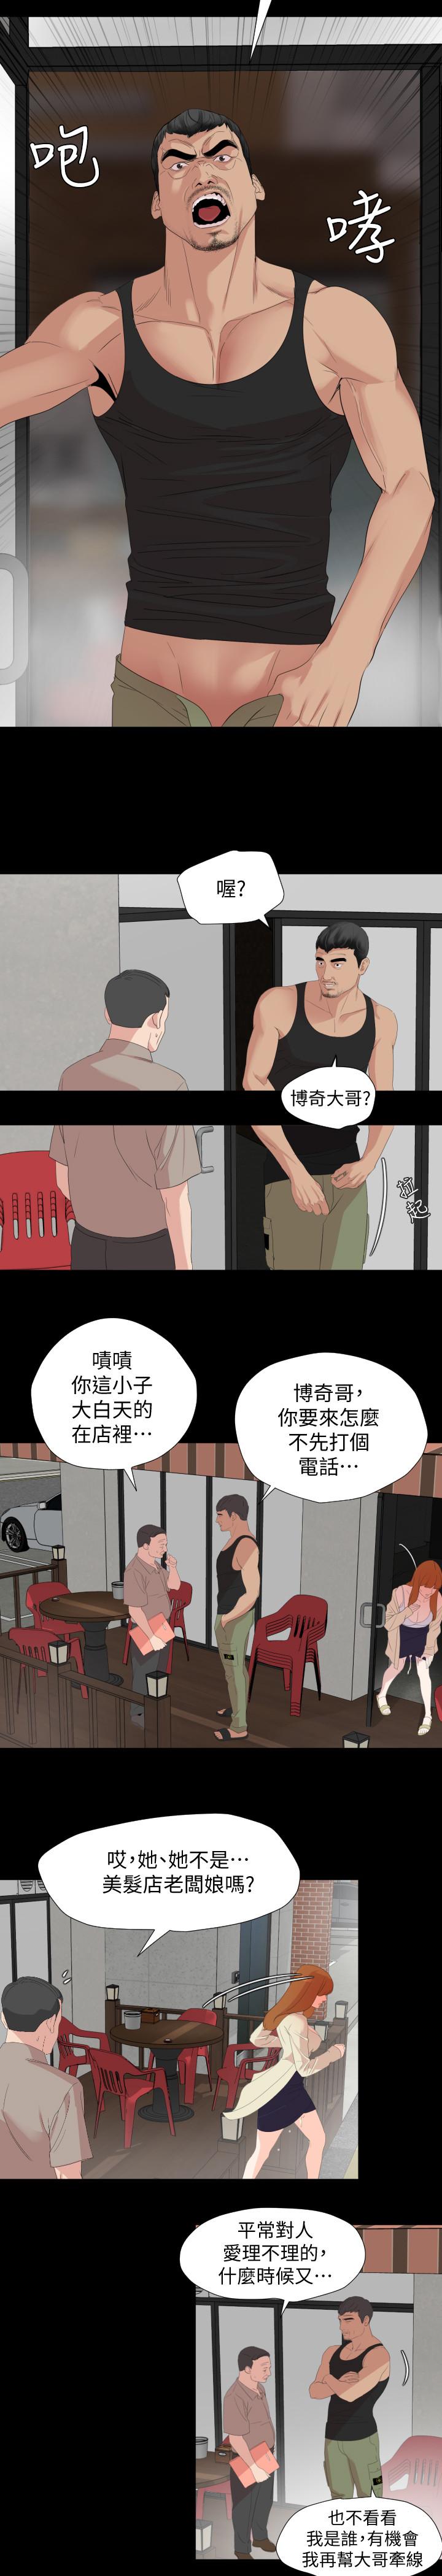 咆
哮
喔?
博奇大哥?
拉起
嘖嘖
你這小子
大白天的
在店裡…
博奇哥,
你要來怎麼
不先打個
電話…
哎,她、她不是…
美髮店老闆娘嗎?
平常對人
愛理不理的,
什麼時候又…
也不看看
我是誰,有機會
我再幫大哥牽線